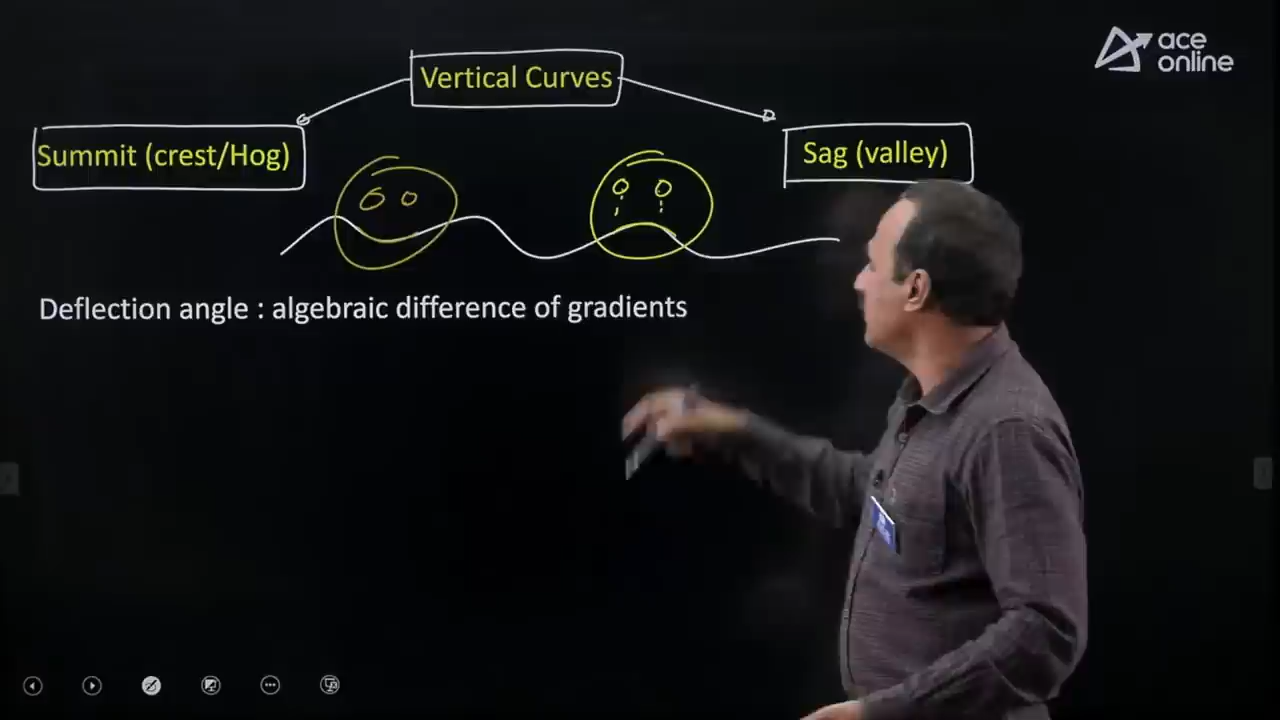 ace
online
Vertical Curves
Summit (crest/Hog)
Sag (valley)
Deflection angle : algebraic difference of gradients